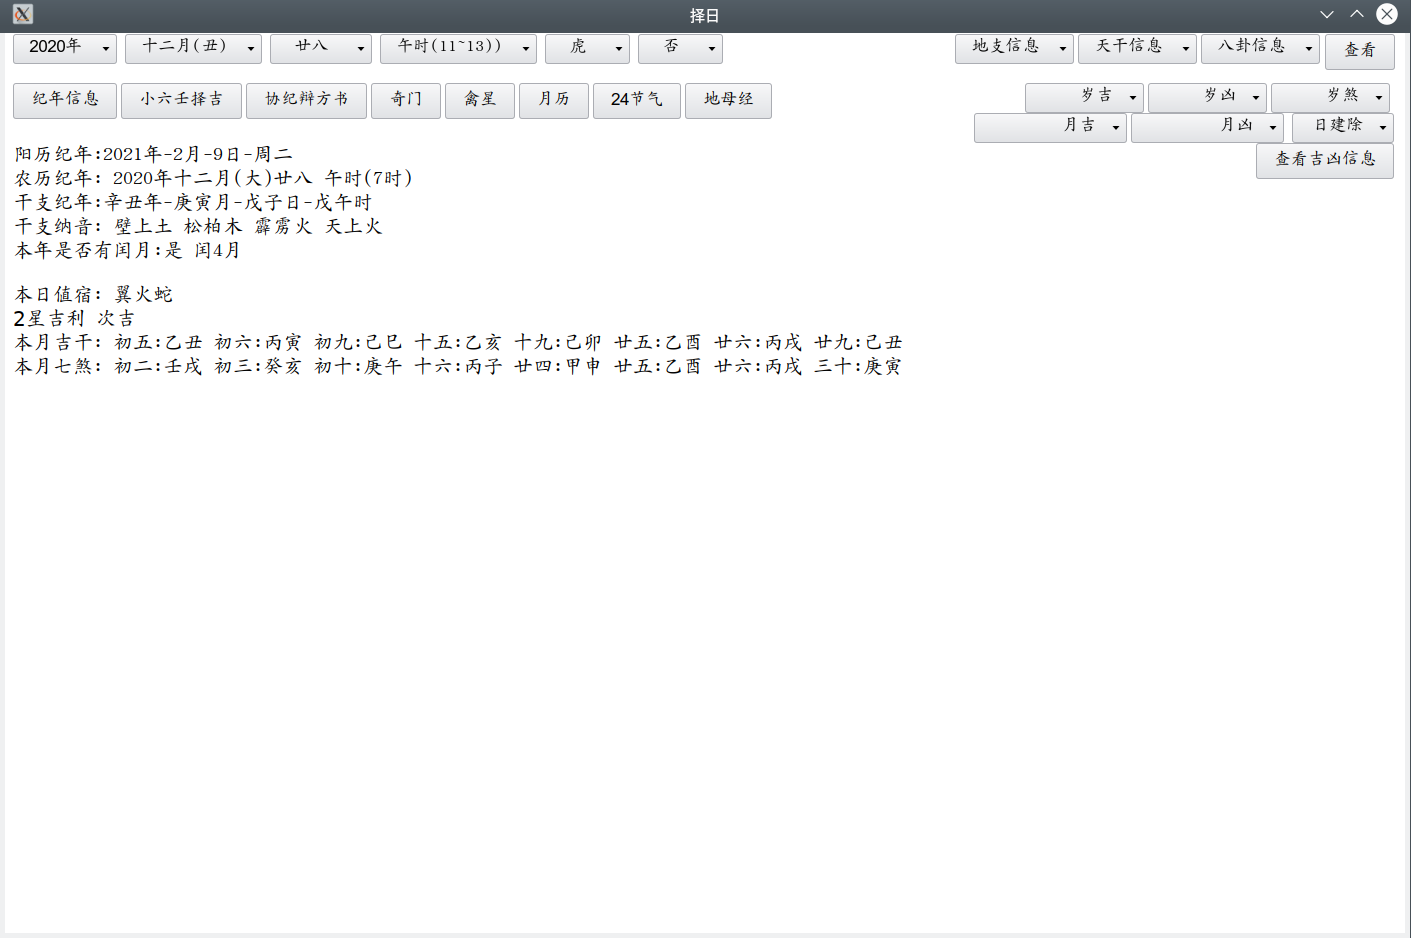 择日
2020年 十二月(丑) 廿八 午时(11~13)) 虎 否 地支信息 天干信息 八卦信息 查看
纪年信息 小六壬择吉 协纪辩方书 奇门 禽星 月历 24节气 地母经 岁吉 岁凶 岁煞
月吉 月凶 日建除
查看吉凶信息
阳历纪年:2021年-2月-9日-周二
农历纪年: 2020年十二月(大)廿八 午时(7时)
干支纪年:辛丑年-庚寅月-戊子日-戊午时
干支纳音: 壁上土 松柏木 霹雳火 天上火
本年是否有闰月:是 闰4月
本日值宿: 翼火蛇
2星吉利 次吉
本月吉干: 初五:乙丑 初六:丙寅 初九:己巳 十五:乙亥 十九:己卯 廿五:乙酉 廿六:丙戌 廿九:己丑
本月七煞: 初二:壬戌 初三:癸亥 初十:庚午 十六:丙子 廿四:甲申 廿五:乙酉 廿六:丙戌 三十:庚寅